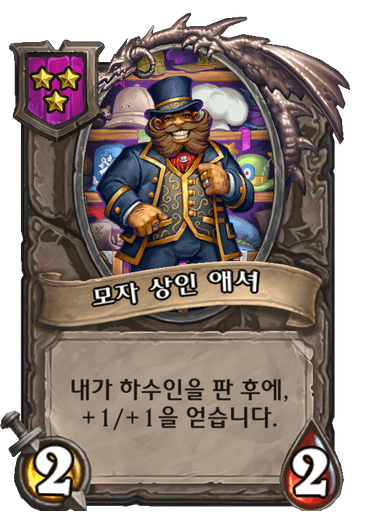 모자 상인 애셔
내가 하수인을 판 후에,
+1/+1을 얻습니다.
2
2